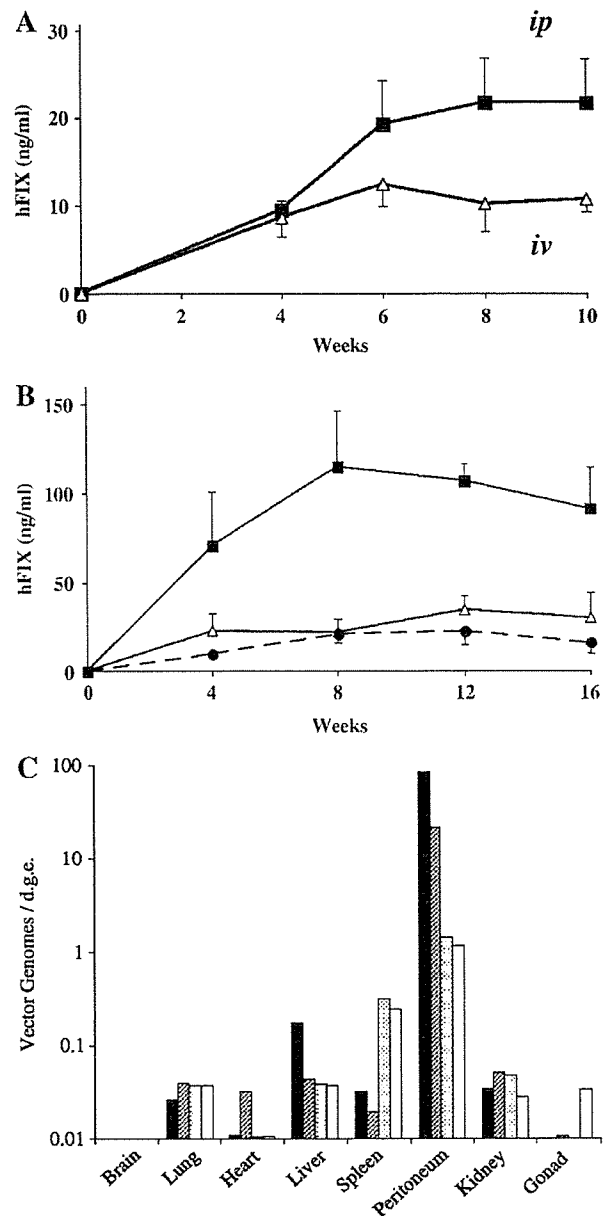 A
ip
30
20
10
0
hFIX (ng/ml)
iv
0 2 4 6 8 10
Weeks
B
150
100
50
0
hFIX (ng/ml)
0 4 8 12 16
Weeks
C
100
10
1
0.1
0.01
Vector Genomes / d.g.e.
Brain Lung Heart Liver Spleen Peritoneum Kidney Gonad